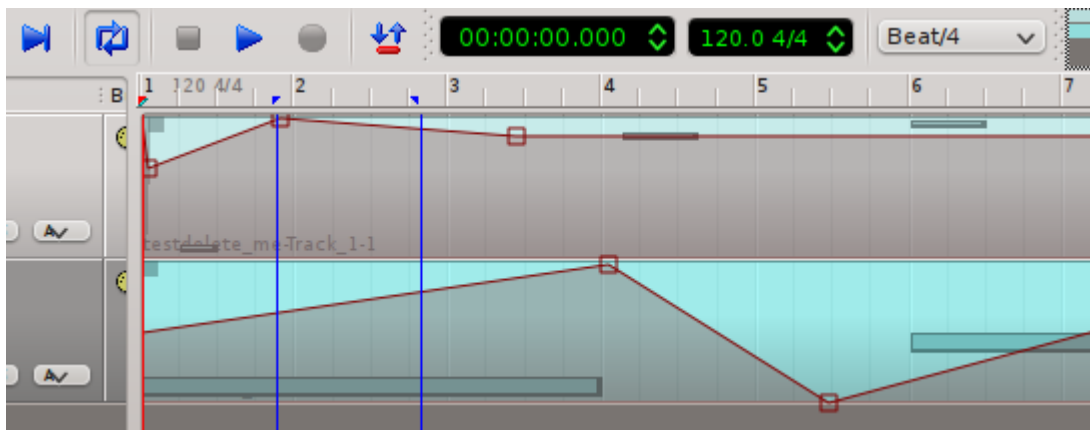 00:00:00.000 120.0 4/4 Beat/4
B 1 120 4/4 2 3 4 5 6 7
A
testdelete_me-Track_1-1
A